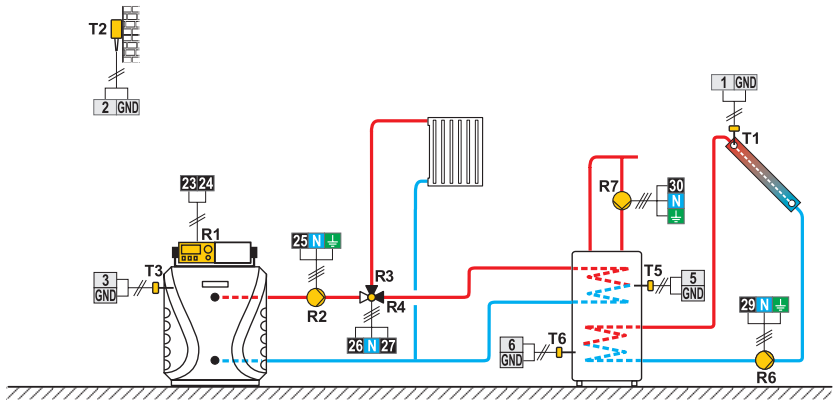 T2
2 GND
1 GND
T1
23 24
R7
30
N
R1
25 N
T3
3
GND
R3
R4
R2
T5
5
GND
29 N
6
GND
T6
26 N 27
R6